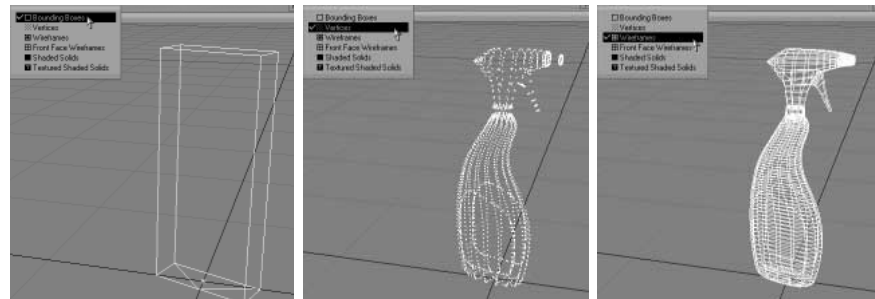 Bounding Boxes
Vertices
Wireframes
Front Face Wireframes
Shaded Solids
Textured Shaded Solids
Bounding Boxes
Vertices
Wireframes
Front Face Wireframes
Shaded Solids
Textured Shaded Solids
Bounding Boxes
Vertices
Wireframes
Front Face Wireframes
Shaded Solids
Textured Shaded Solids